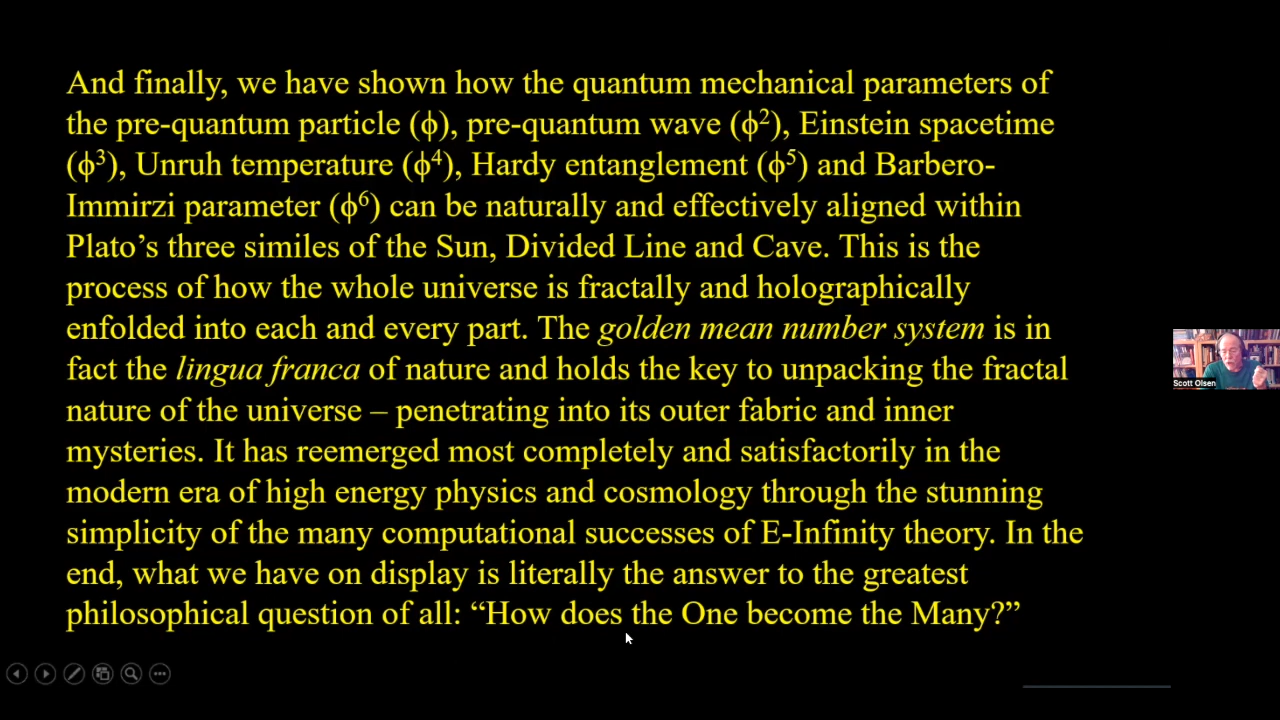 And finally, we have shown how the quantum mechanical parameters of
the pre-quantum particle (ϕ), pre-quantum wave (ϕ²), Einstein spacetime
(ϕ³), Unruh temperature (ϕ⁴), Hardy entanglement (ϕ⁵) and Barbero-
Immirzi parameter (ϕ⁶) can be naturally and effectively aligned within
Plato’s three similes of the Sun, Divided Line and Cave. This is the
process of how the whole universe is fractally and holographically
enfolded into each and every part. The golden mean number system is in
fact the lingua franca of nature and holds the key to unpacking the fractal
nature of the universe – penetrating into its outer fabric and inner
mysteries. It has reemerged most completely and satisfactorily in the
modern era of high energy physics and cosmology through the stunning
simplicity of the many computational successes of E-Infinity theory. In the
end, what we have on display is literally the answer to the greatest
philosophical question of all: “How does the One become the Many?”
Scott Olsen